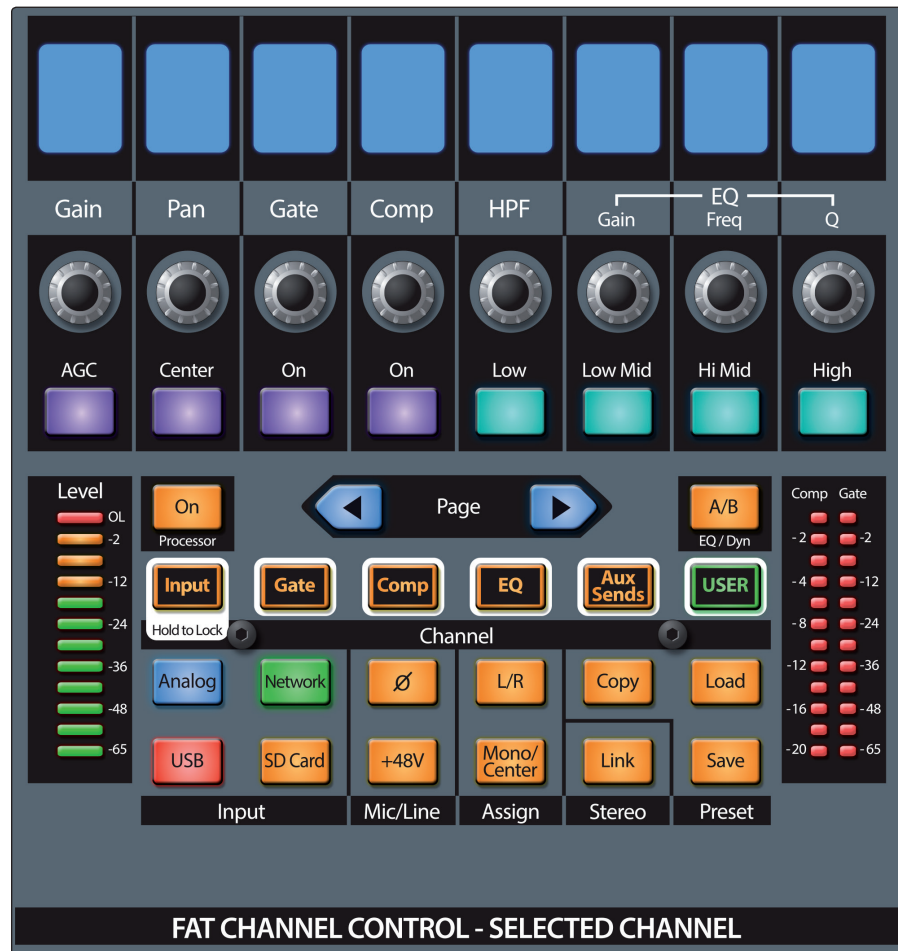 Gain Pan Gate Comp HPF EQ
Gain Freq Q
AGC Center On On Low Low Mid Hi Mid High
Level
OL
-2
-12
-24
-36
-48
-65
On
Processor
Page
A/B
EQ / Dyn
Comp Gate
- 2 -2
- 4 -12
- 8 -24
-12 -36
-16 -48
-20 -65
Input Gate Comp EQ Aux Sends USER
Hold to Lock
Channel
Analog Network Ø L/R Copy Load
USB SD Card +48V Mono/ Center Link Save
Input Mic/Line Assign Stereo Preset
FAT CHANNEL CONTROL - SELECTED CHANNEL